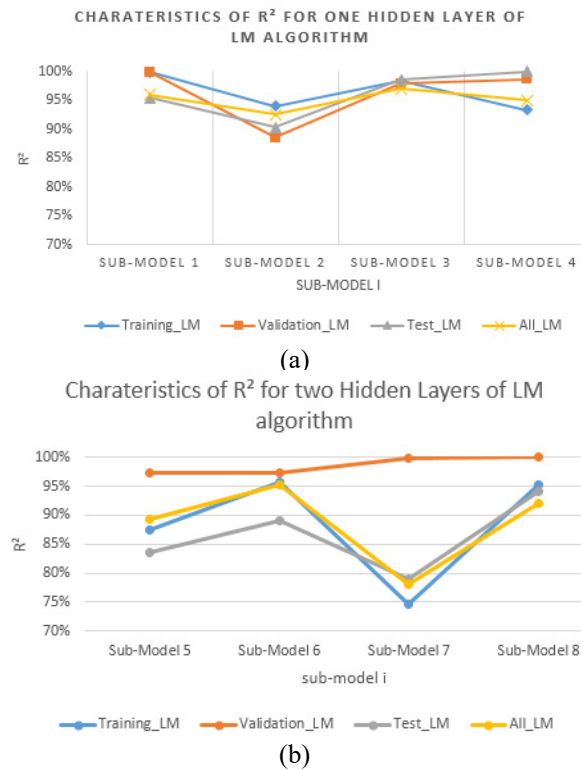 CHARATERISTICS OF R² FOR ONE HIDDEN LAYER OF
LM ALGORITHM
100%
95%
90%
85%
80%
75%
70%
R²
SUB-MODEL 1 SUB-MODEL 2 SUB-MODEL 3 SUB-MODEL 4
SUB-MODEL I
Training_LM Validation_LM Test_LM All_LM
(a)
Charateristics of R² for two Hidden Layers of LM
algorithm
100%
95%
90%
85%
80%
75%
70%
R²
Sub-Model 5 Sub-Model 6 Sub-Model 7 Sub-Model 8
sub-model i
Training_LM Validation_LM Test_LM All_LM
(b)